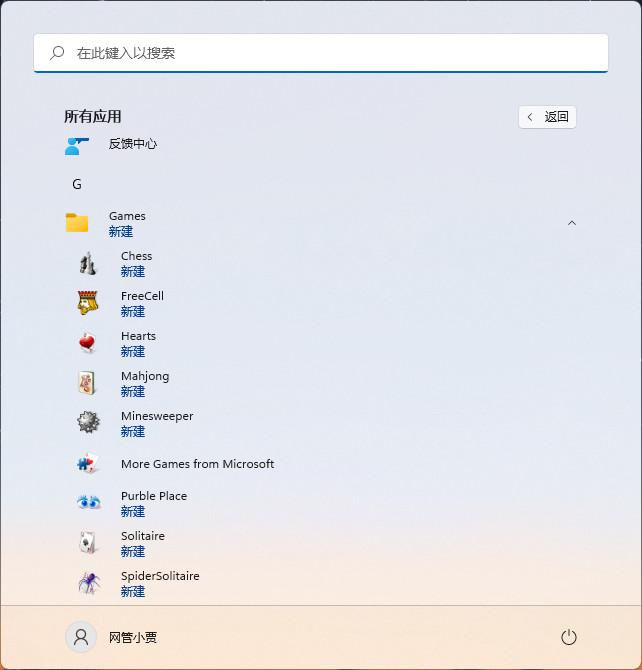 在此键入以搜索
所有应用
返回
反馈中心
G
Games
新建
Chess
新建
FreeCell
新建
Hearts
新建
Mahjong
新建
Minesweeper
新建
More Games from Microsoft
Purble Place
新建
Solitaire
新建
SpiderSolitaire
新建
网管小贾